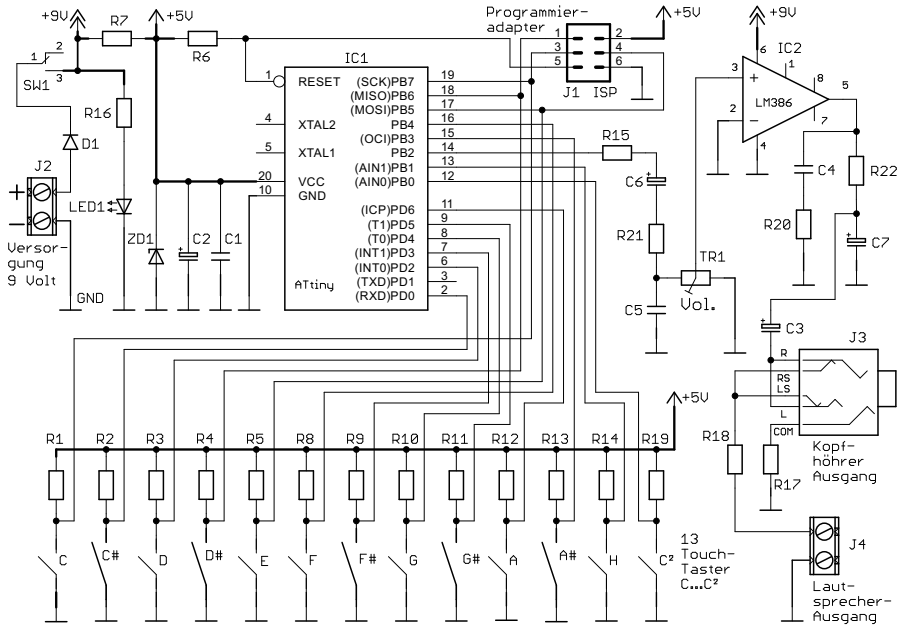 +9V
R7
+5V
R6
Programmier-
adapter
+5V
+9V
1
2
3
4
5
6
J1 ISP
IC2
6
1
8
3
+
5
LM386
2
-
7
4
2
1
3
SW1
R16
D1
J2
+
-
LED1
Versor-
gung
9 Volt
GND
ZD1
C2
C1
IC1
1
RESET
4
XTAL2
5
XTAL1
20
VCC
10
GND
ATtiny
(SCK)PB7
19
(MISO)PB6
18
(MOSI)PB5
17
PB4
16
(OCI)PB3
15
PB2
14
(AIN1)PB1
13
(AIN0)PB0
12
(ICP)PD6
11
(T1)PD5
9
(T0)PD4
8
(INT1)PD3
7
(INT0)PD2
6
(TXD)PD1
3
(RXD)PD0
2
R15
C6
R21
C5
TR1
Vol.
C4
R22
R20
C7
C3
J3
R
RS
LS
L
COM
Kopf-
höhrer
Ausgang
R18
R17
J4
Laut-
sprecher-
Ausgang
+5V
R1
R2
R3
R4
R5
R8
R9
R10
R11
R12
R13
R14
R19
C
C#
D
D#
E
F
F#
G
G#
A
A#
H
C²
13
Touch-
Taster
C...C²